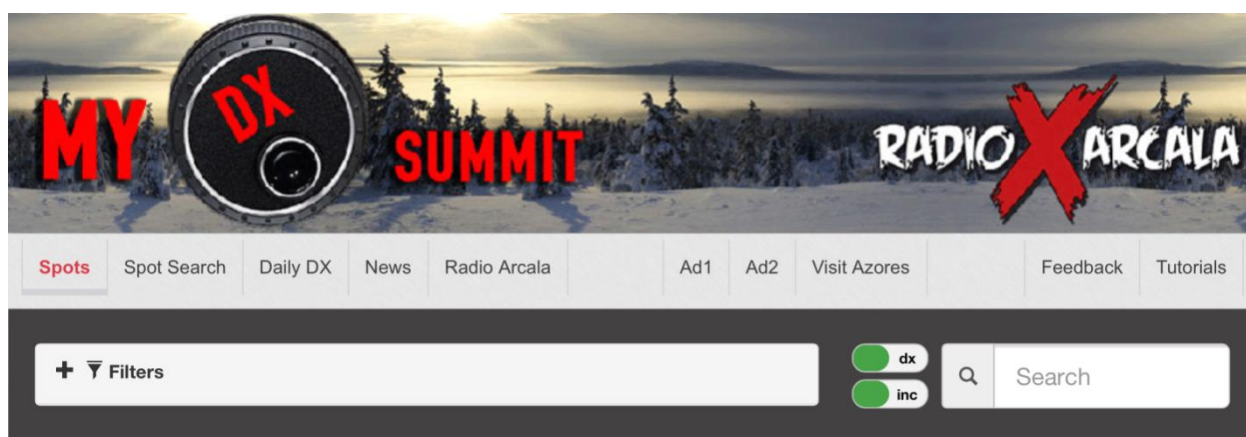 MY DX SUMMIT RADIO X ARCALA
Spots Spot Search Daily DX News Radio Arcala Ad1 Ad2 Visit Azores Feedback Tutorials
Filters dx Search
inc